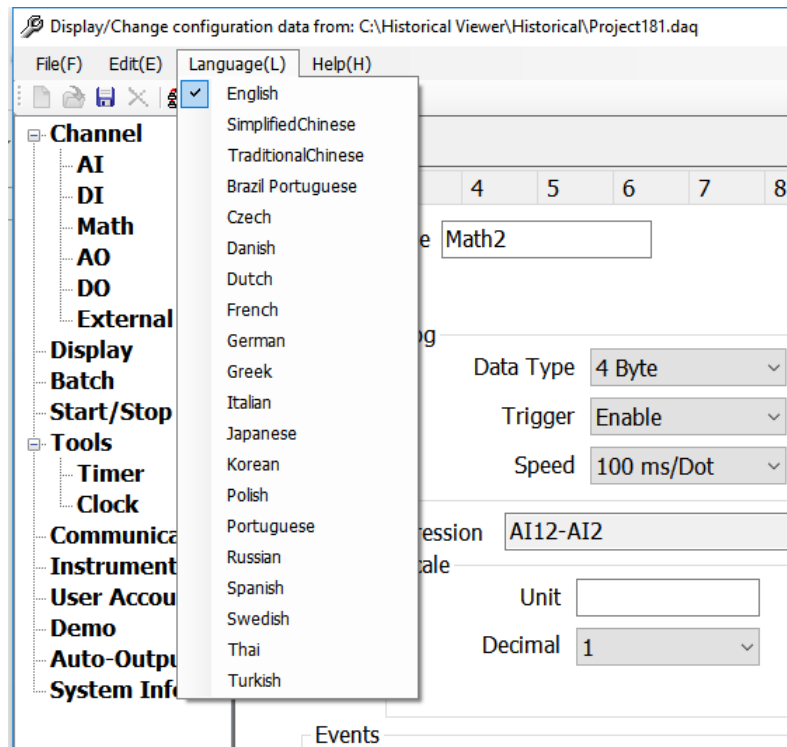 Display/Change configuration data from: C:\Historical Viewer\Historical\Project181.daq
File(F) Edit(E) Language(L) Help(H)
English
SimplifiedChinese
TraditionalChinese
Brazil Portuguese
Czech
Danish
Dutch
French
German
Greek
Italian
Japanese
Korean
Polish
Portuguese
Russian
Spanish
Swedish
Thai
Turkish
Channel
AI
DI
Math
AO
DO
External
Display
Batch
Start/Stop
Tools
Timer
Clock
Communica
Instrument
User Accou
Demo
Auto-Outpu
System Info
4 5 6 7 8
e Math2
og
Data Type 4 Byte
Trigger Enable
Speed 100 ms/Dot
ression AI12-AI2
cale
Unit
Decimal 1
Events